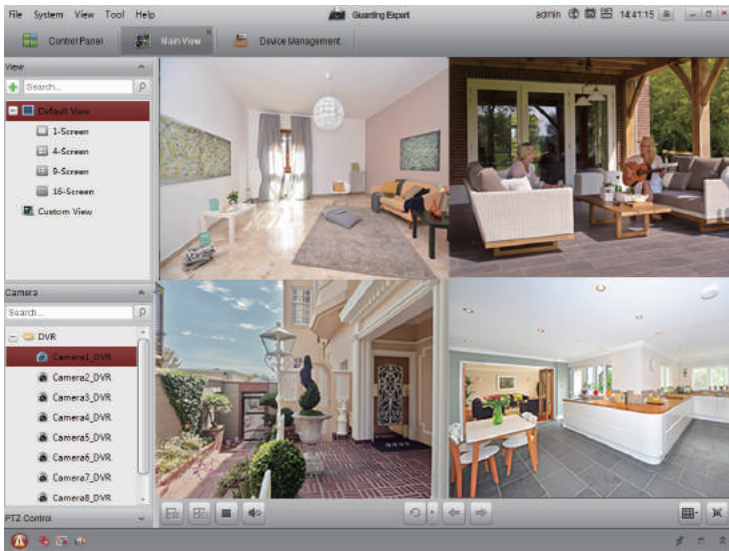 File System View Tool Help
Guarding Expert
admin 14:41:15
Control Panel
Main View
Device Management
View
Search...
Default View
1-Screen
4-Screen
9-Screen
16-Screen
Custom View
Camera
Search...
DVR
Camera1_DVR
Camera2_DVR
Camera3_DVR
Camera4_DVR
Camera5_DVR
Camera6_DVR
Camera7_DVR
Camera8_DVR
PTZ Control